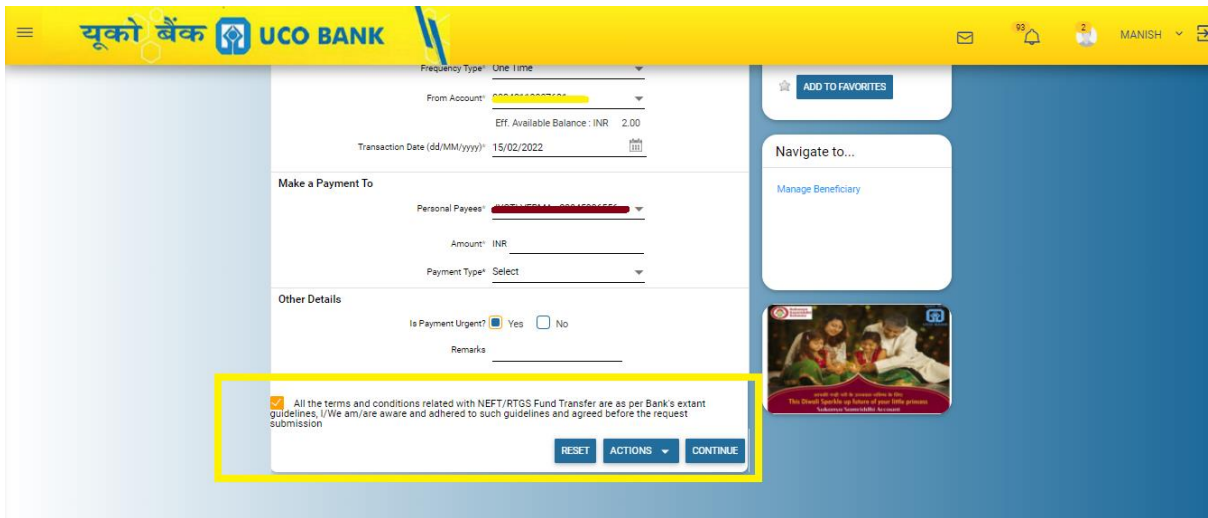 यूको बैंक UCO BANK
93
2
MANISH
Frequency Type* One Time
From Account*
Eff. Available Balance : INR 2.00
Transaction Date (dd/MM/yyyy)* 15/02/2022
Make a Payment To
Personal Payees*
Amount* INR
Payment Type* Select
Other Details
Is Payment Urgent? Yes No
Remarks
All the terms and conditions related with NEFT/RTGS Fund Transfer are as per Bank's extant
guidelines, I/We am/are aware and adhered to such guidelines and agreed before the request
submission
RESET ACTIONS CONTINUE
ADD TO FAVORITES
Navigate to...
Manage Beneficiary
UCO BANK
This Diwali Sparkle up future of your little princess
Sukanya Samriddhi Account